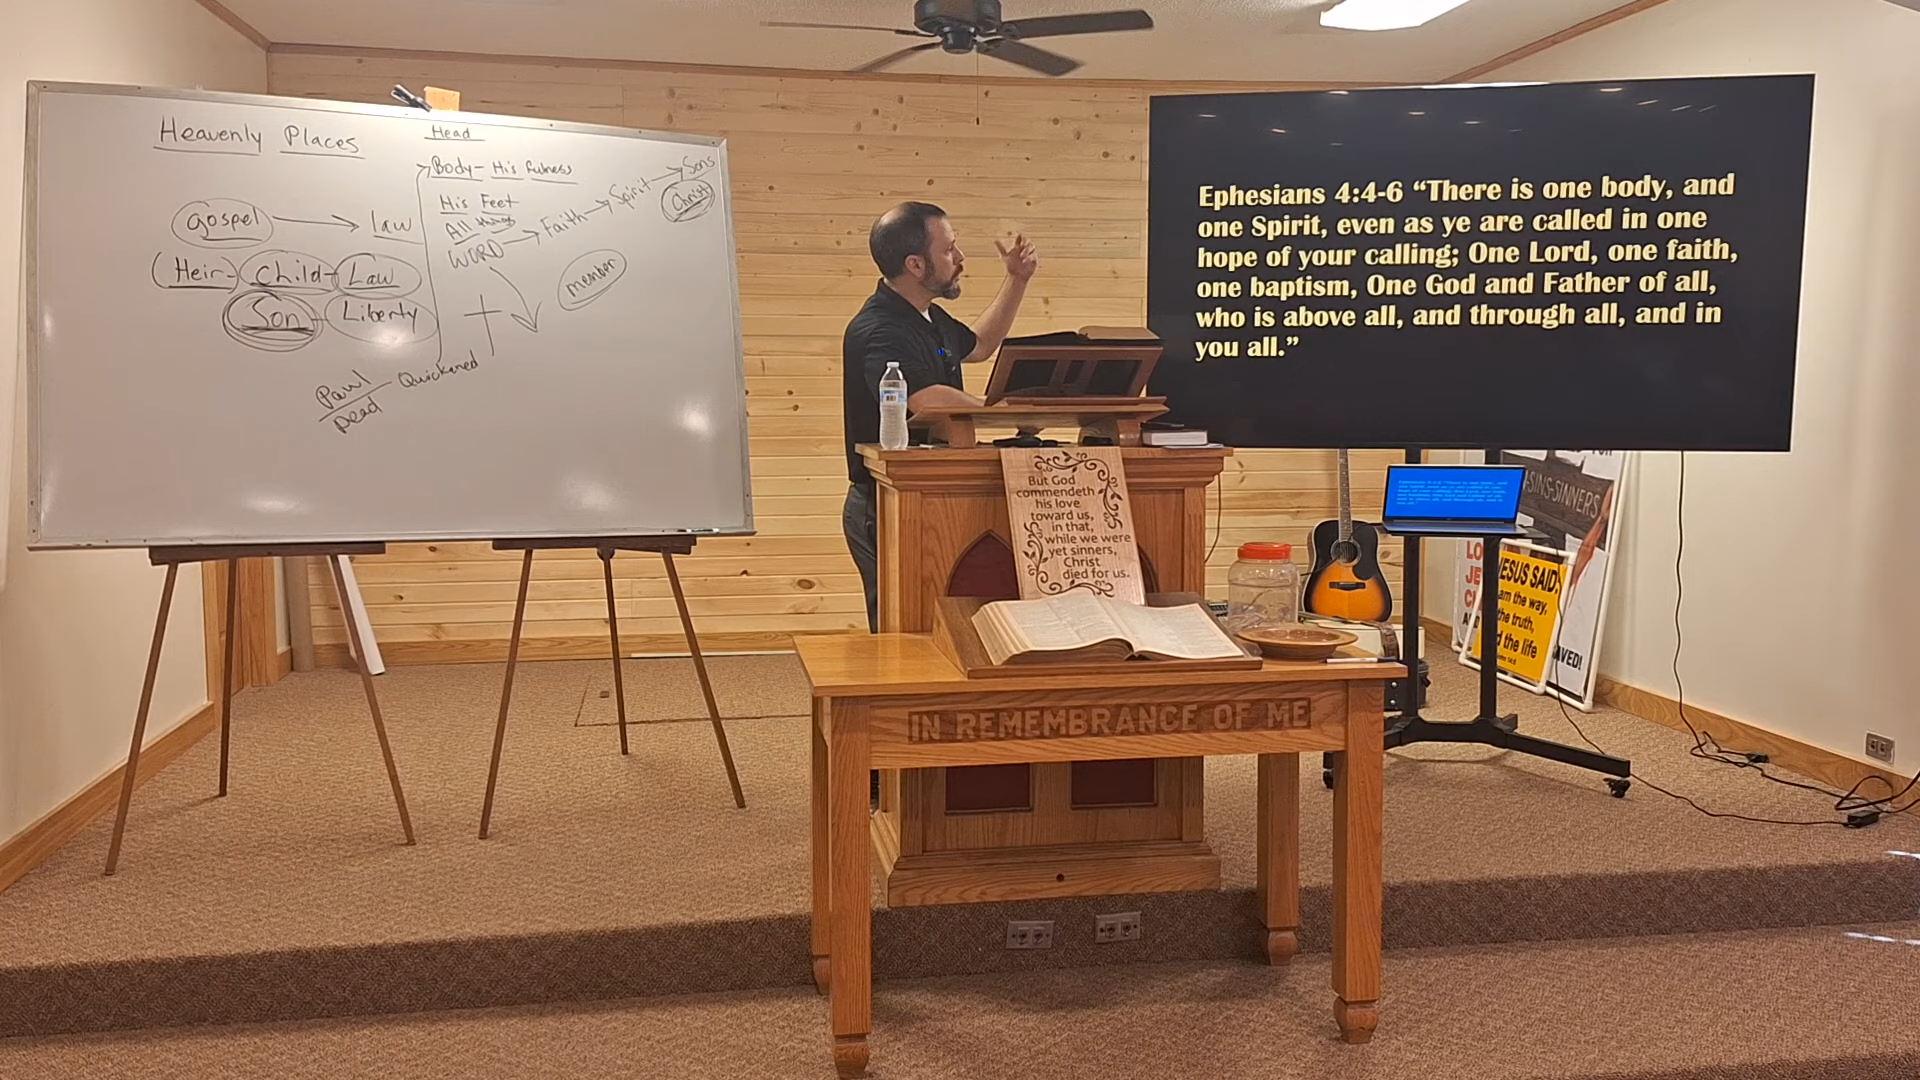 Heavenly Places
gospel → law
(Heir - Child - Law
Son - Liberty
Paul - Quickened
Dead
Head
Body - His fulness
His Feet
All things
WORD → Faith → Spirit → Sons
Christ
member
Ephesians 4:4-6 “There is one body, and
one Spirit, even as ye are called in one
hope of your calling; One Lord, one faith,
one baptism, One God and Father of all,
who is above all, and through all, and in
you all.”
But God
commendeth
his love
toward us,
in that,
while we were
yet sinners,
Christ
died for us.
IN REMEMBRANCE OF ME
-SINS-SINNERS
JESUS SAID:
am the way,
the truth,
d the life
AVED!